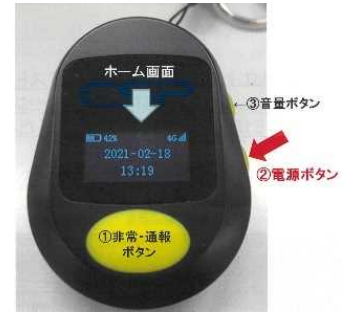 ホーム画面
42% 4G
2021-02-18
13:19
←③音量ボタン
②電源ボタン
①非常・通報
ボタン